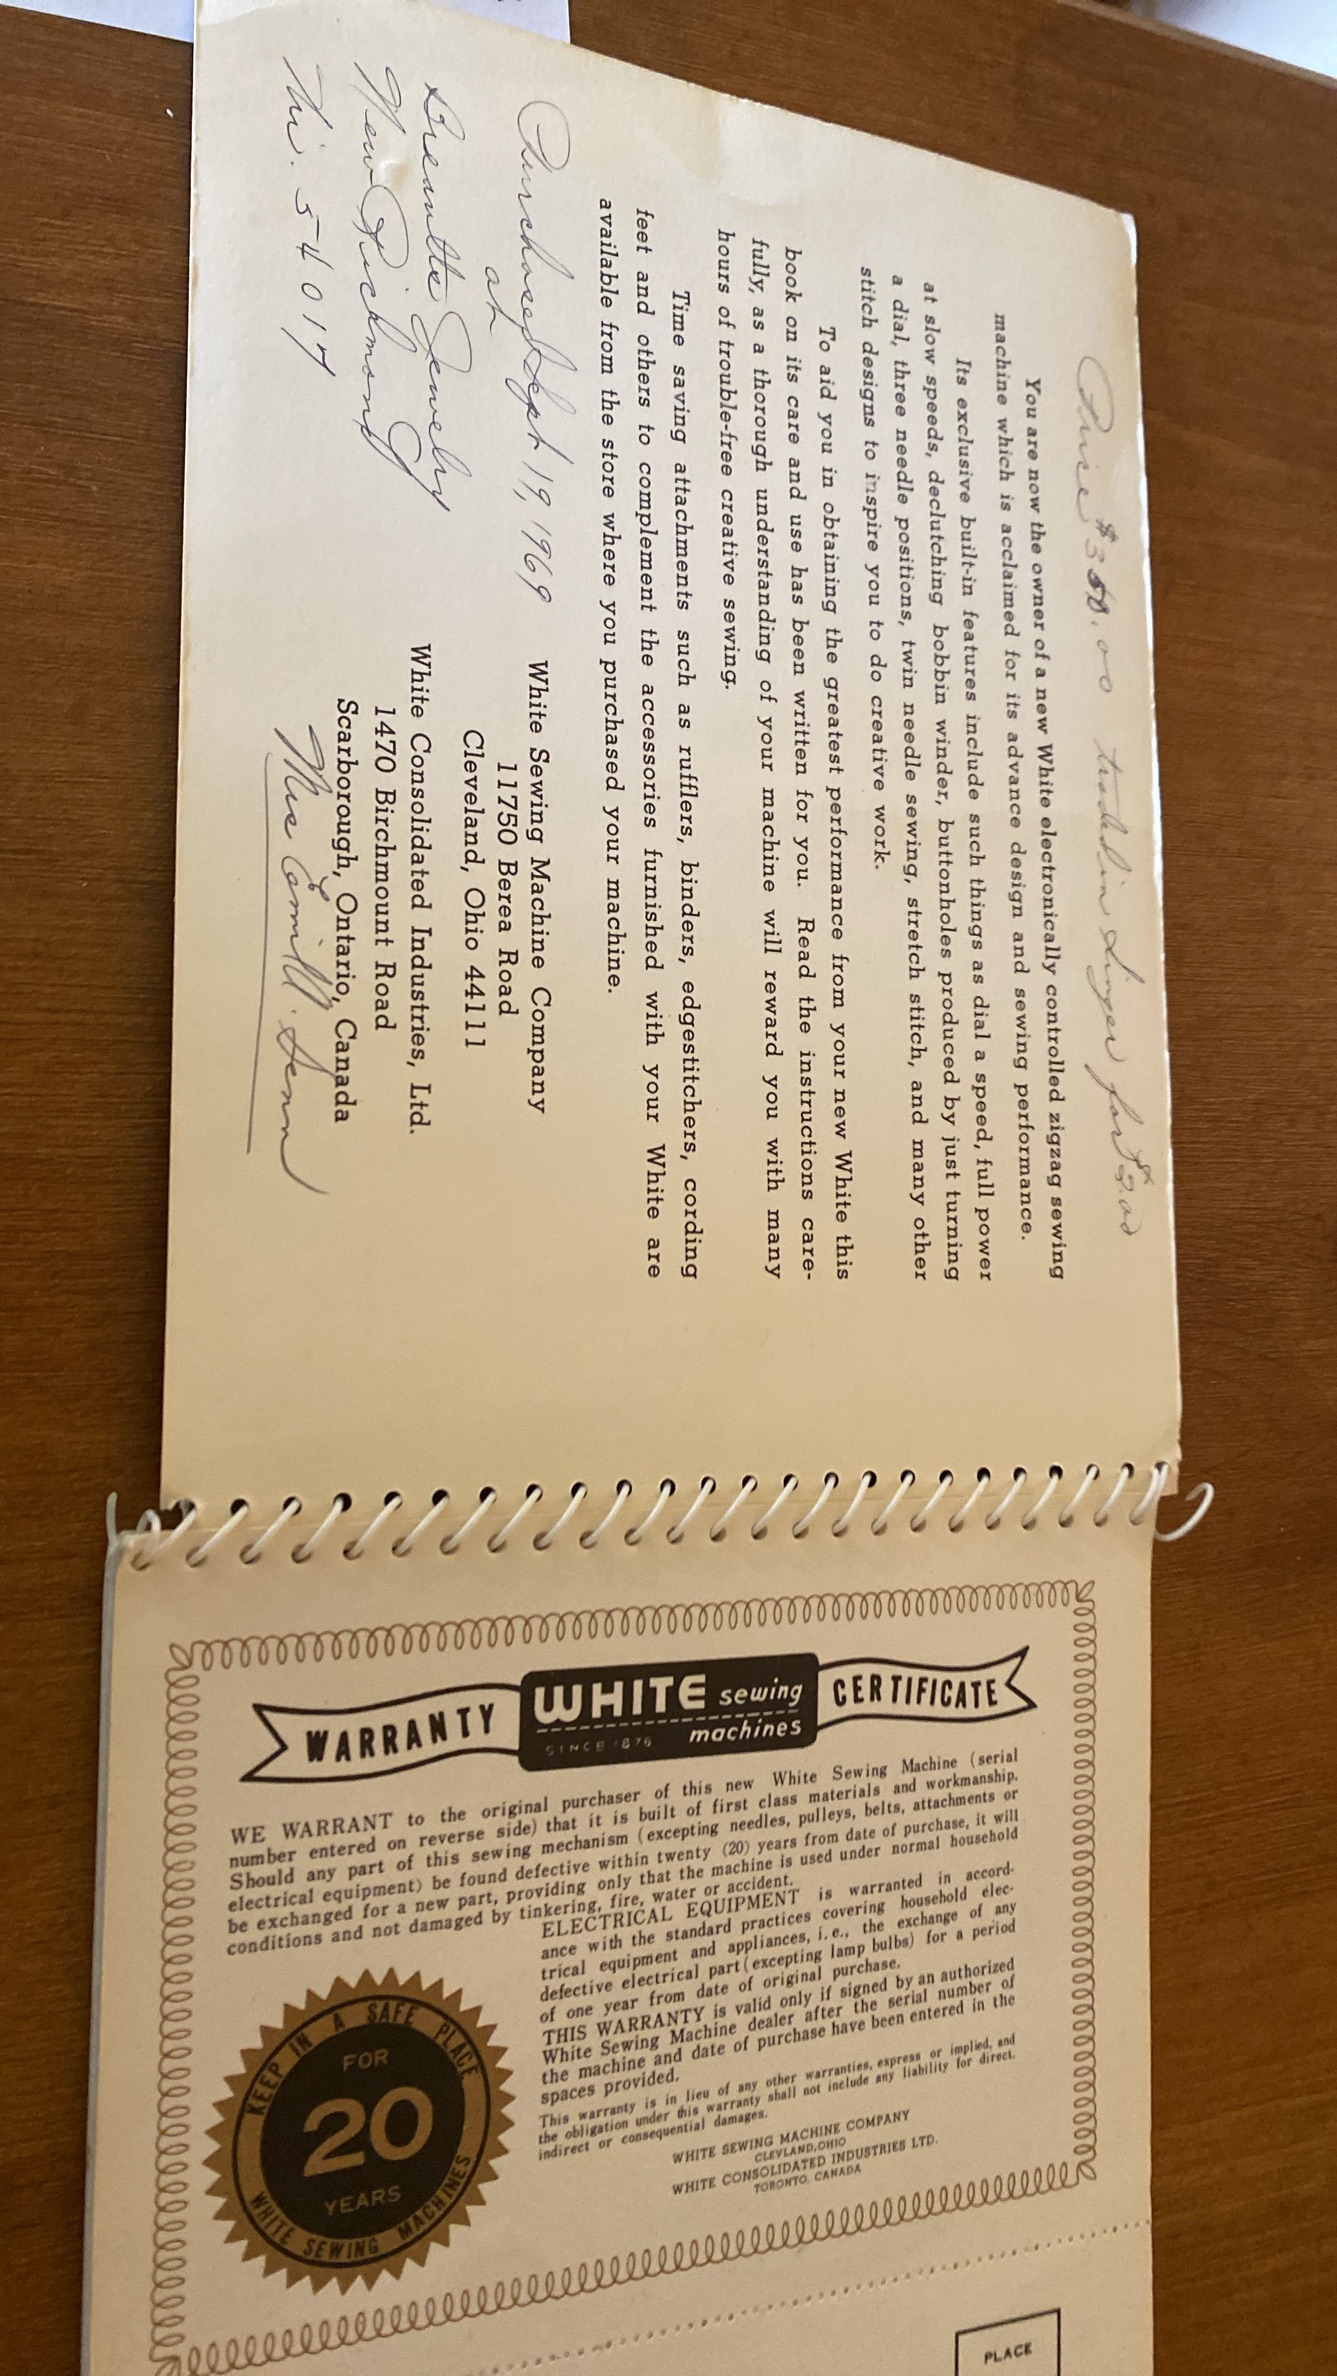 Price $350.00 traded in Singer for $2.00
You are now the owner of a new White electronically controlled zigzag sewing
machine which is acclaimed for its advance design and sewing performance.
Its exclusive built-in features include such things as dial a speed, full power
at slow speeds, declutching bobbin winder, buttonholes produced by just turning
a dial, three needle positions, twin needle sewing, stretch stitch, and many other
stitch designs to inspire you to do creative work.
To aid you in obtaining the greatest performance from your new White this
book on its care and use has been written for you. Read the instructions care-
fully, as a thorough understanding of your machine will reward you with many
hours of trouble-free creative sewing.
Time saving attachments such as rufflers, binders, edgestitchers, cording
feet and others to complement the accessories furnished with your White are
available from the store where you purchased your machine.
Purchased Sept 19, 1969
at
Breault Jewelry
New Richmond
Wi. 54017
White Sewing Machine Company
11750 Berea Road
Cleveland, Ohio 44111
White Consolidated Industries, Ltd.
1470 Birchmount Road
Scarborough, Ontario, Canada
Mrs
WARRANTY WHITE sewing machines CERTIFICATE
SINCE 1876
WE WARRANT to the original purchaser of this new White Sewing Machine (serial
number entered on reverse side) that it is built of first class materials and workmanship.
Should any part of this sewing mechanism (excepting needles, pulleys, belts, attachments or
electrical equipment) be found defective within twenty (20) years from date of purchase, it will
be exchanged for a new part, providing only that the machine is used under normal household
conditions and not damaged by tinkering, fire, water or accident.
ELECTRICAL EQUIPMENT is warranted in accord-
ance with the standard practices covering household elec-
trical equipment and appliances, i.e., the exchange of any
defective electrical part (excepting lamp bulbs) for a period
of one year from date of original purchase.
THIS WARRANTY is valid only if signed by an authorized
White Sewing Machine dealer after the serial number of
the machine and date of purchase have been entered in the
spaces provided.
This warranty is in lieu of any other warranties, express or implied, and
the obligation under this warranty shall not include any liability for direct.
indirect or consequential damages.
WHITE SEWING MACHINE COMPANY
CLEVLAND, OHIO
WHITE CONSOLIDATED INDUSTRIES LTD.
TORONTO, CANADA
KEEP IN A SAFE PLACE
FOR
20
YEARS
WHITE SEWING MACHINES
PLACE